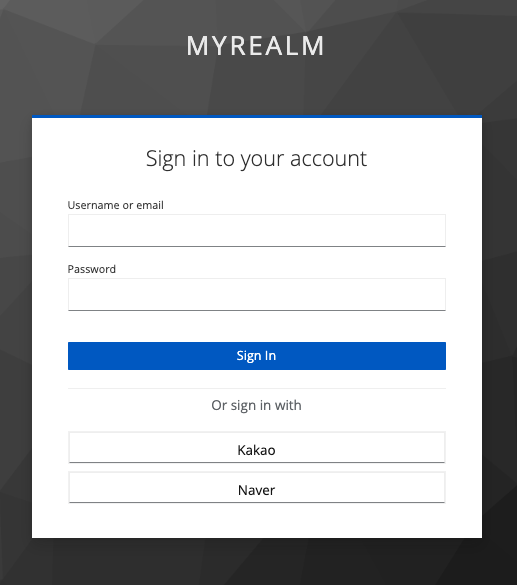 MYREALM
Sign in to your account
Username or email
Password
Sign In
Or sign in with
Kakao
Naver